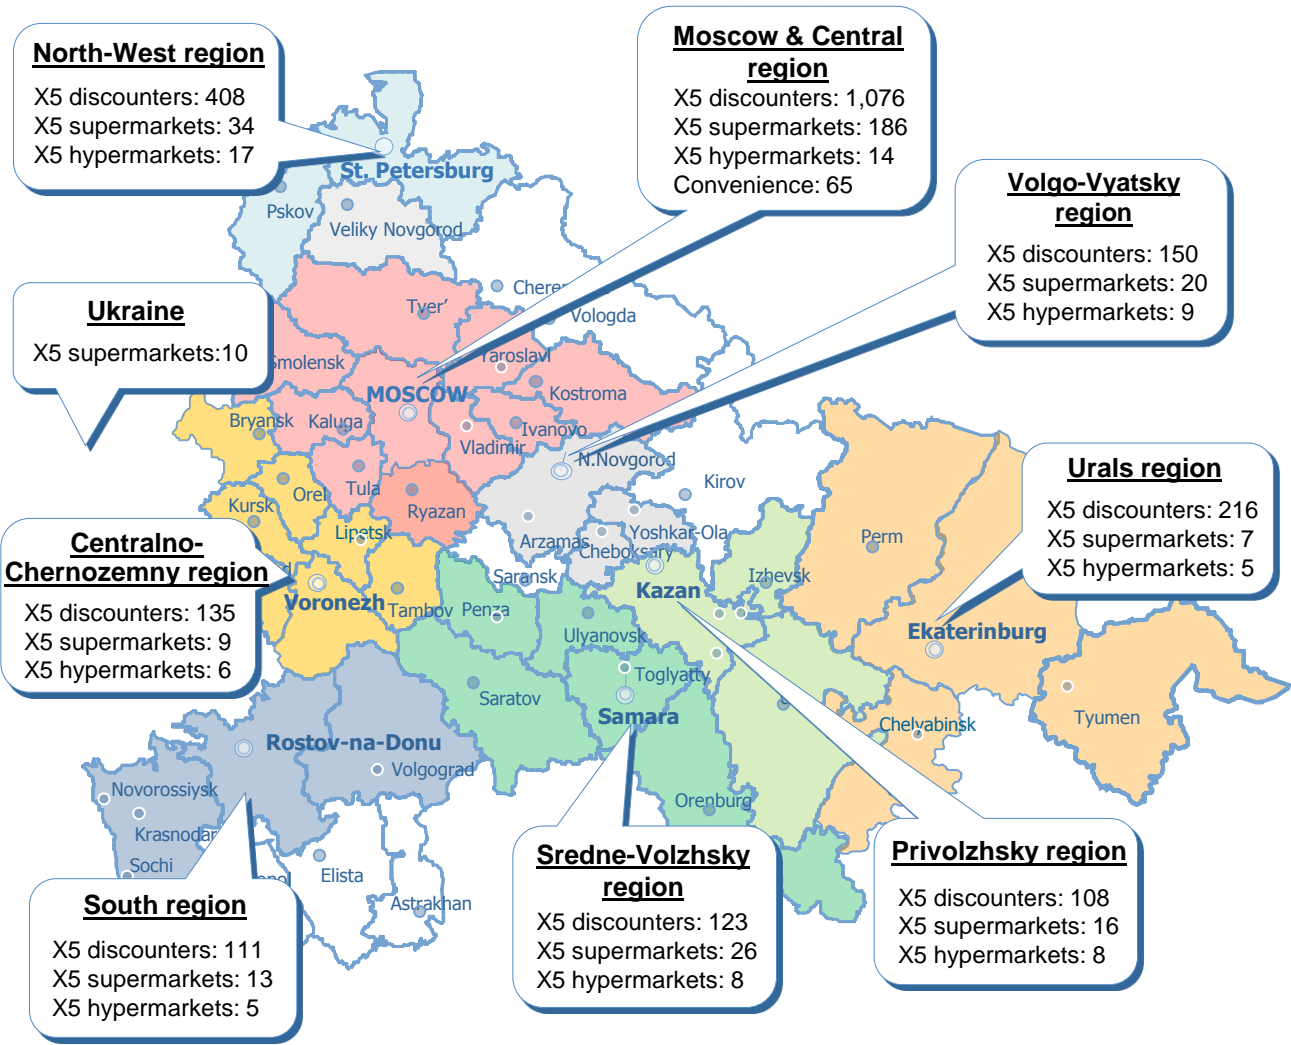 North-West region
X5 discounters: 408
X5 supermarkets: 34
X5 hypermarkets: 17
Moscow & Central
region
X5 discounters: 1,076
X5 supermarkets: 186
X5 hypermarkets: 14
Convenience: 65
Volgo-Vyatsky
region
X5 discounters: 150
X5 supermarkets: 20
X5 hypermarkets: 9
Ukraine
X5 supermarkets:10
Urals region
X5 discounters: 216
X5 supermarkets: 7
X5 hypermarkets: 5
Centralno-
Chernozemny region
X5 discounters: 135
X5 supermarkets: 9
X5 hypermarkets: 6
South region
X5 discounters: 111
X5 supermarkets: 13
X5 hypermarkets: 5
Sredne-Volzhsky
region
X5 discounters: 123
X5 supermarkets: 26
X5 hypermarkets: 8
Privolzhsky region
X5 discounters: 108
X5 supermarkets: 16
X5 hypermarkets: 8
St. Petersburg
Pskov
Veliky Novgorod
Tver'
Vologda
Smolensk
Yaroslavl
MOSCOW
Kostroma
Bryansk
Kaluga
Vladimir
Ivanovo
N.Novgorod
Orel
Tula
Ryazan
Kirov
Kursk
Lipetsk
Arzamas
Yoshkar-Ola
Cheboksary
Perm
Saransk
Kazan
Izhevsk
Voronezh
Tambov
Penza
Ulyanovsk
Ekaterinburg
Toglyatty
Saratov
Samara
Chelyabinsk
Tyumen
Rostov-na-Donu
Volgograd
Novorossiysk
Krasnodar
Orenburg
Sochi
Elista
Astrakhan